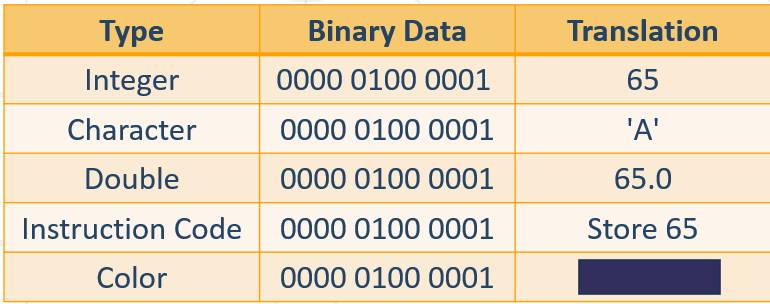 Type Binary Data Translation
Integer 0000 0100 0001 65
Character 0000 0100 0001 'A'
Double 0000 0100 0001 65.0
Instruction Code 0000 0100 0001 Store 65
Color 0000 0100 0001